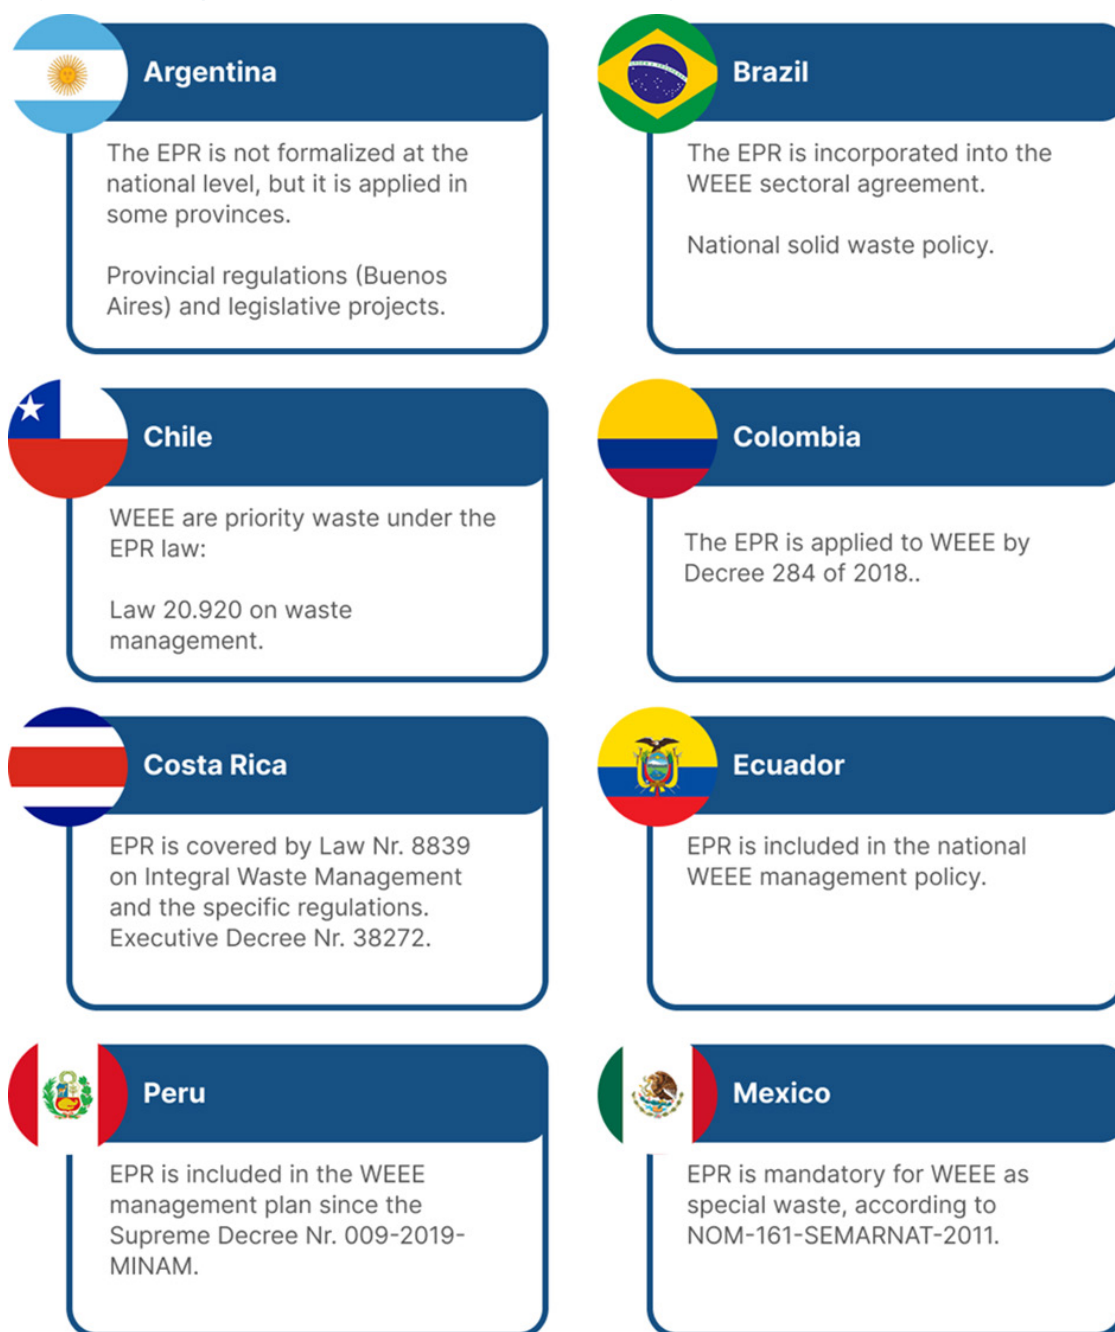 Argentina
The EPR is not formalized at the
national level, but it is applied in
some provinces.
Provincial regulations (Buenos
Aires) and legislative projects.
Brazil
The EPR is incorporated into the
WEEE sectoral agreement.
National solid waste policy.
Chile
WEEE are priority waste under the
EPR law:
Law 20.920 on waste
management.
Colombia
The EPR is applied to WEEE by
Decree 284 of 2018..
Costa Rica
EPR is covered by Law Nr. 8839
on Integral Waste Management
and the specific regulations.
Executive Decree Nr. 38272.
Ecuador
EPR is included in the national
WEEE management policy.
Peru
EPR is included in the WEEE
management plan since the
Supreme Decree Nr. 009-2019-
MINAM.
Mexico
EPR is mandatory for WEEE as
special waste, according to
NOM-161-SEMARNAT-2011.